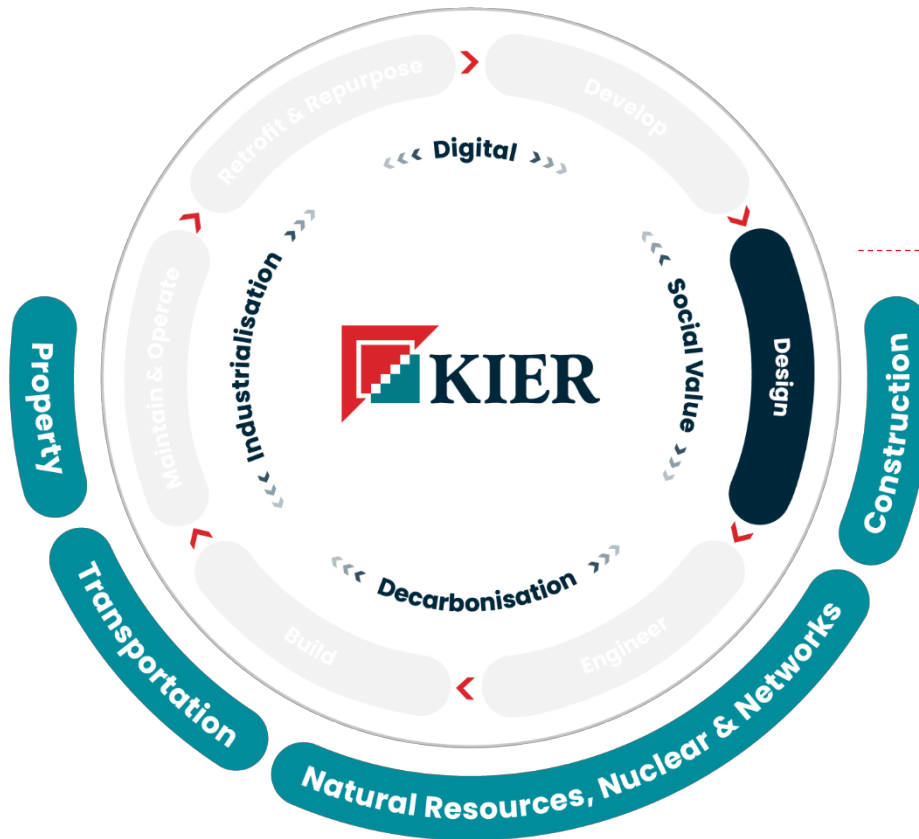 Retrofit & Repurpose
Develop
Digital
Industrialisation
Social Value
Maintain & Operate
Design
KIER
Property
Construction
Decarbonisation
Build
Engineer
Transportation
Natural Resources, Nuclear & Networks